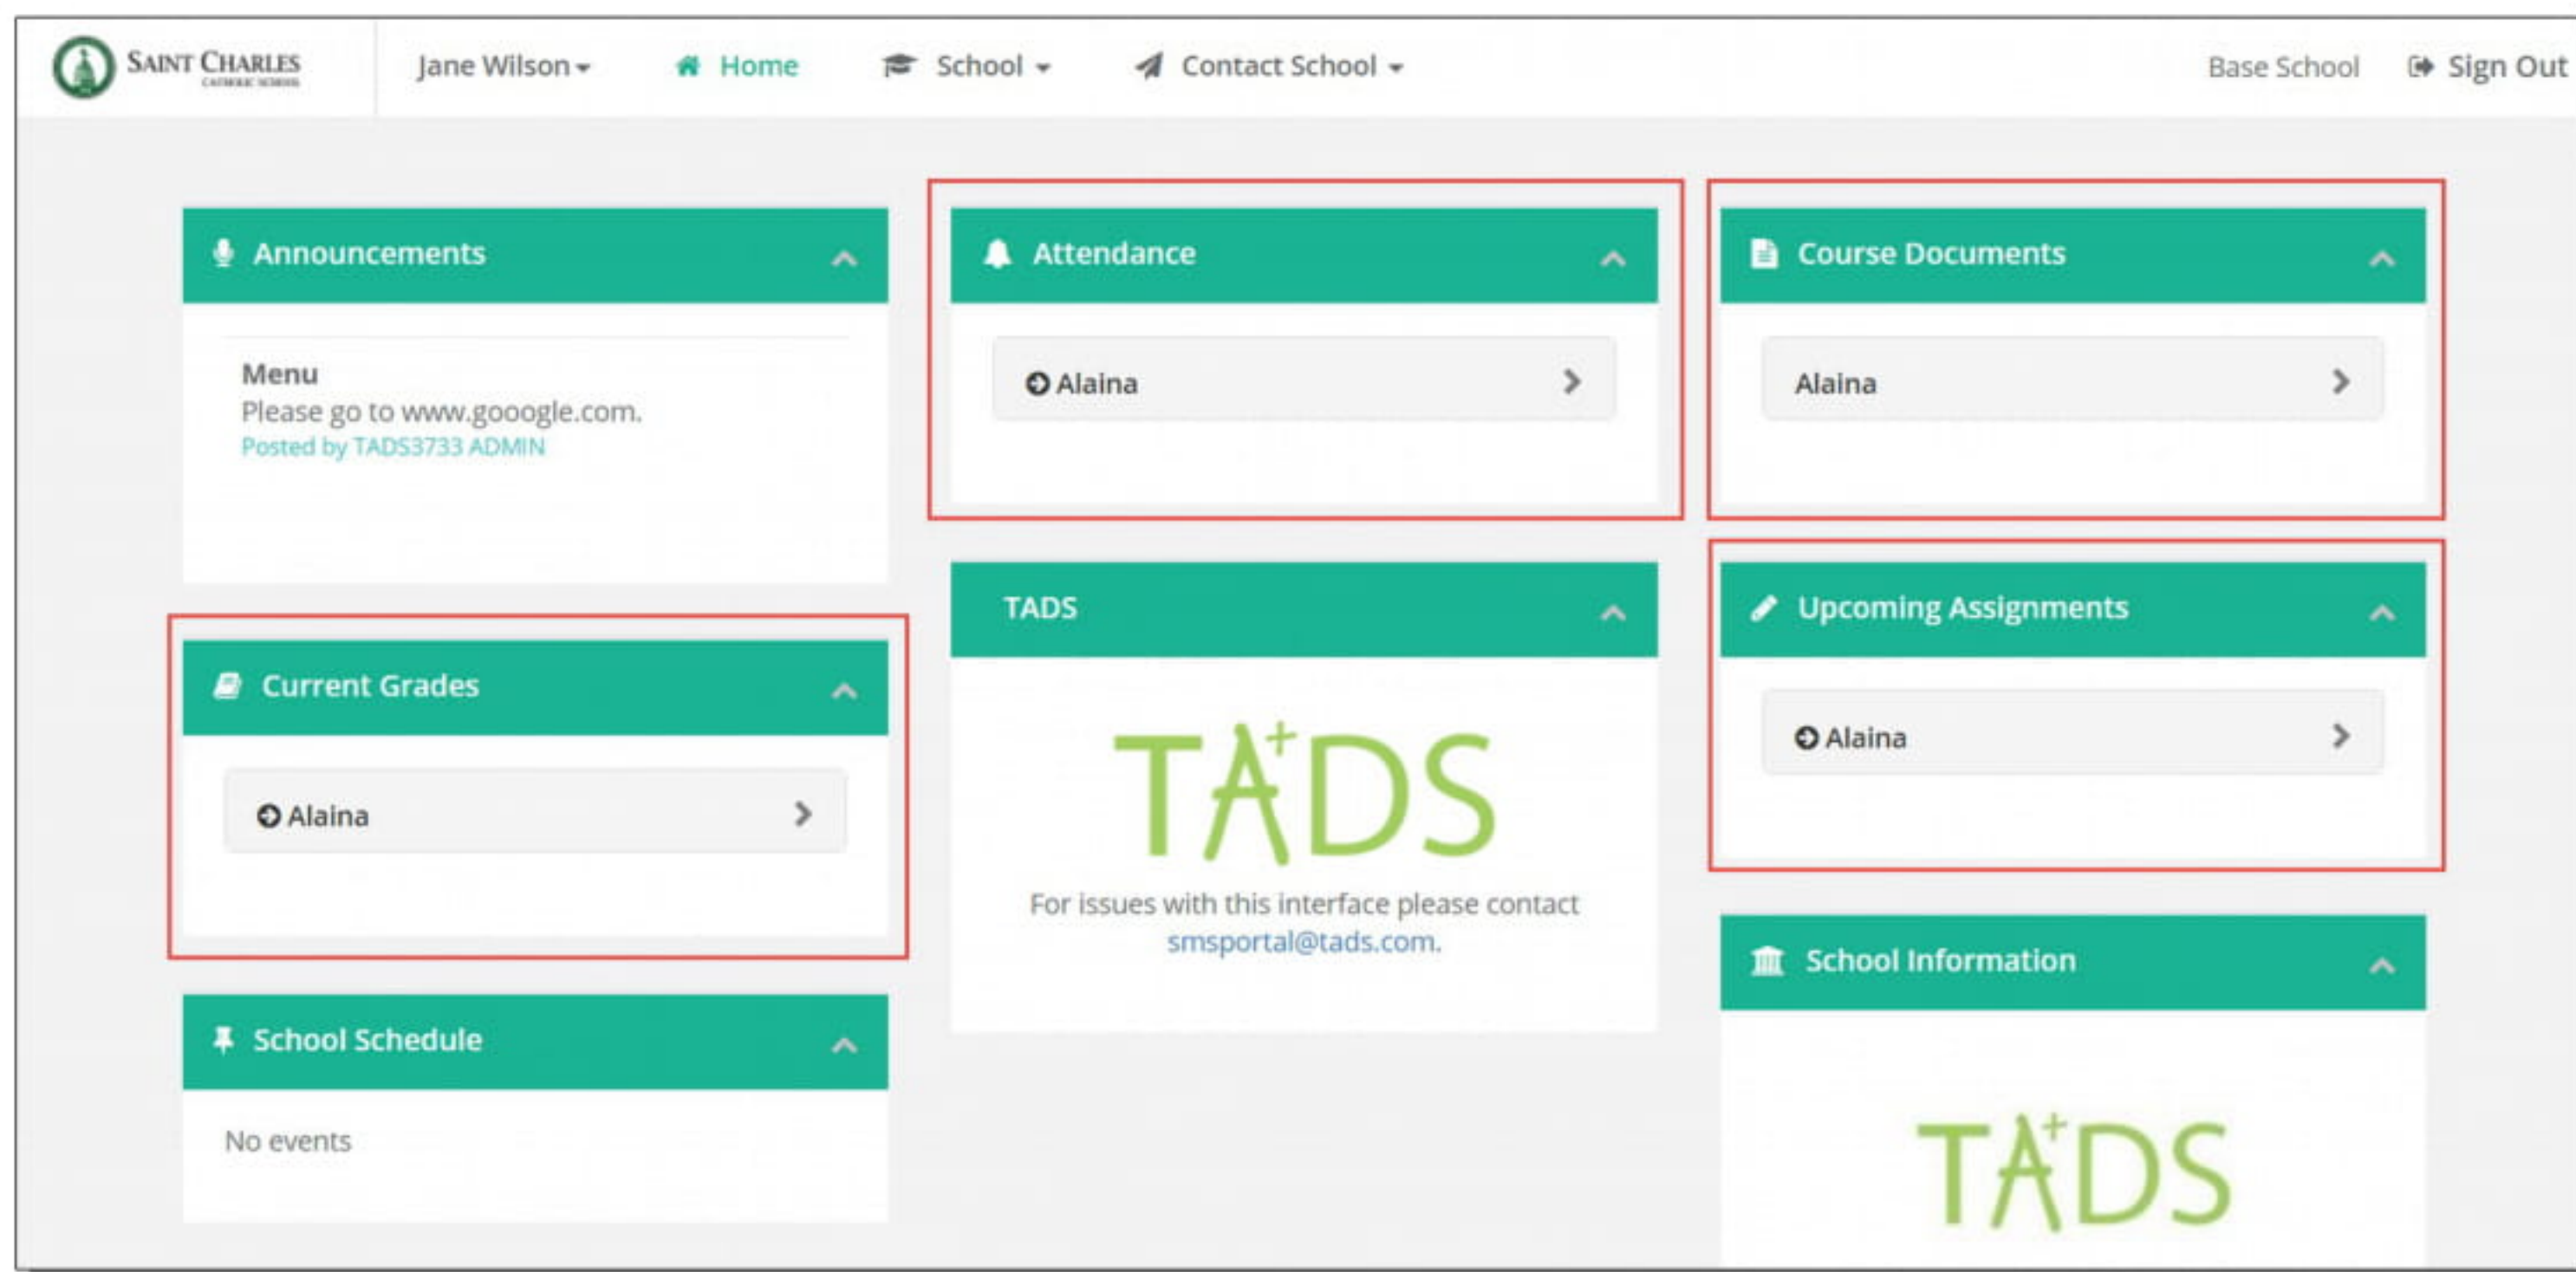 SAINT CHARLES
CATHOLIC SCHOOL
Jane Wilson
Home
School
Contact School
Base School
Sign Out
Announcements
Menu
Please go to www.gooogle.com.
Posted by TADS3733 ADMIN
Current Grades
Alaina
School Schedule
No events
Attendance
Alaina
TADS
TADS
For issues with this interface please contact
smsportal@tads.com.
Course Documents
Alaina
Upcoming Assignments
Alaina
School Information
TADS